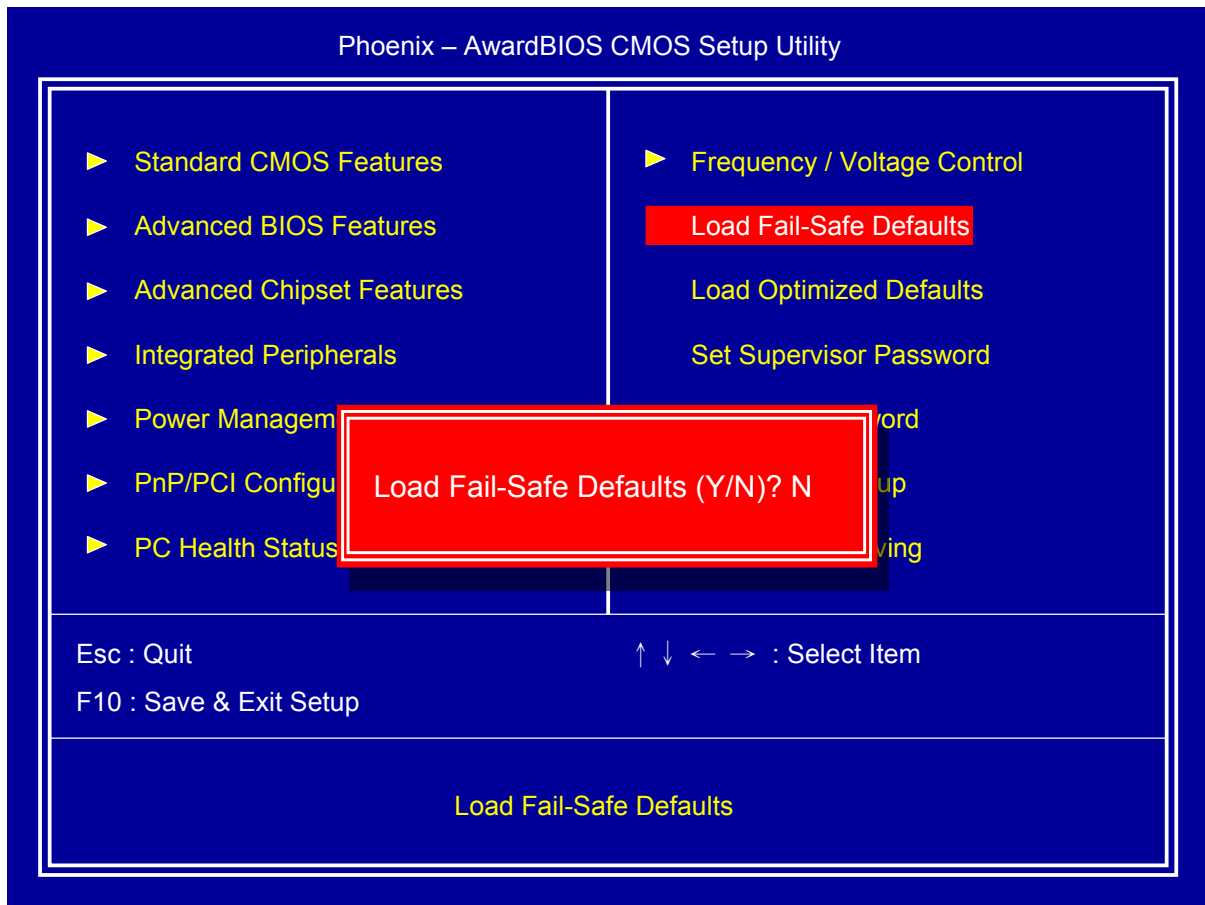 Phoenix – AwardBIOS CMOS Setup Utility
Standard CMOS Features
Advanced BIOS Features
Advanced Chipset Features
Integrated Peripherals
Power Managem
PnP/PCI Configu
PC Health Status
Frequency / Voltage Control
Load Fail-Safe Defaults
Load Optimized Defaults
Set Supervisor Password
ord
up
ving
Load Fail-Safe Defaults (Y/N)? N
Esc : Quit
↑ ↓ ← → : Select Item
F10 : Save & Exit Setup
Load Fail-Safe Defaults